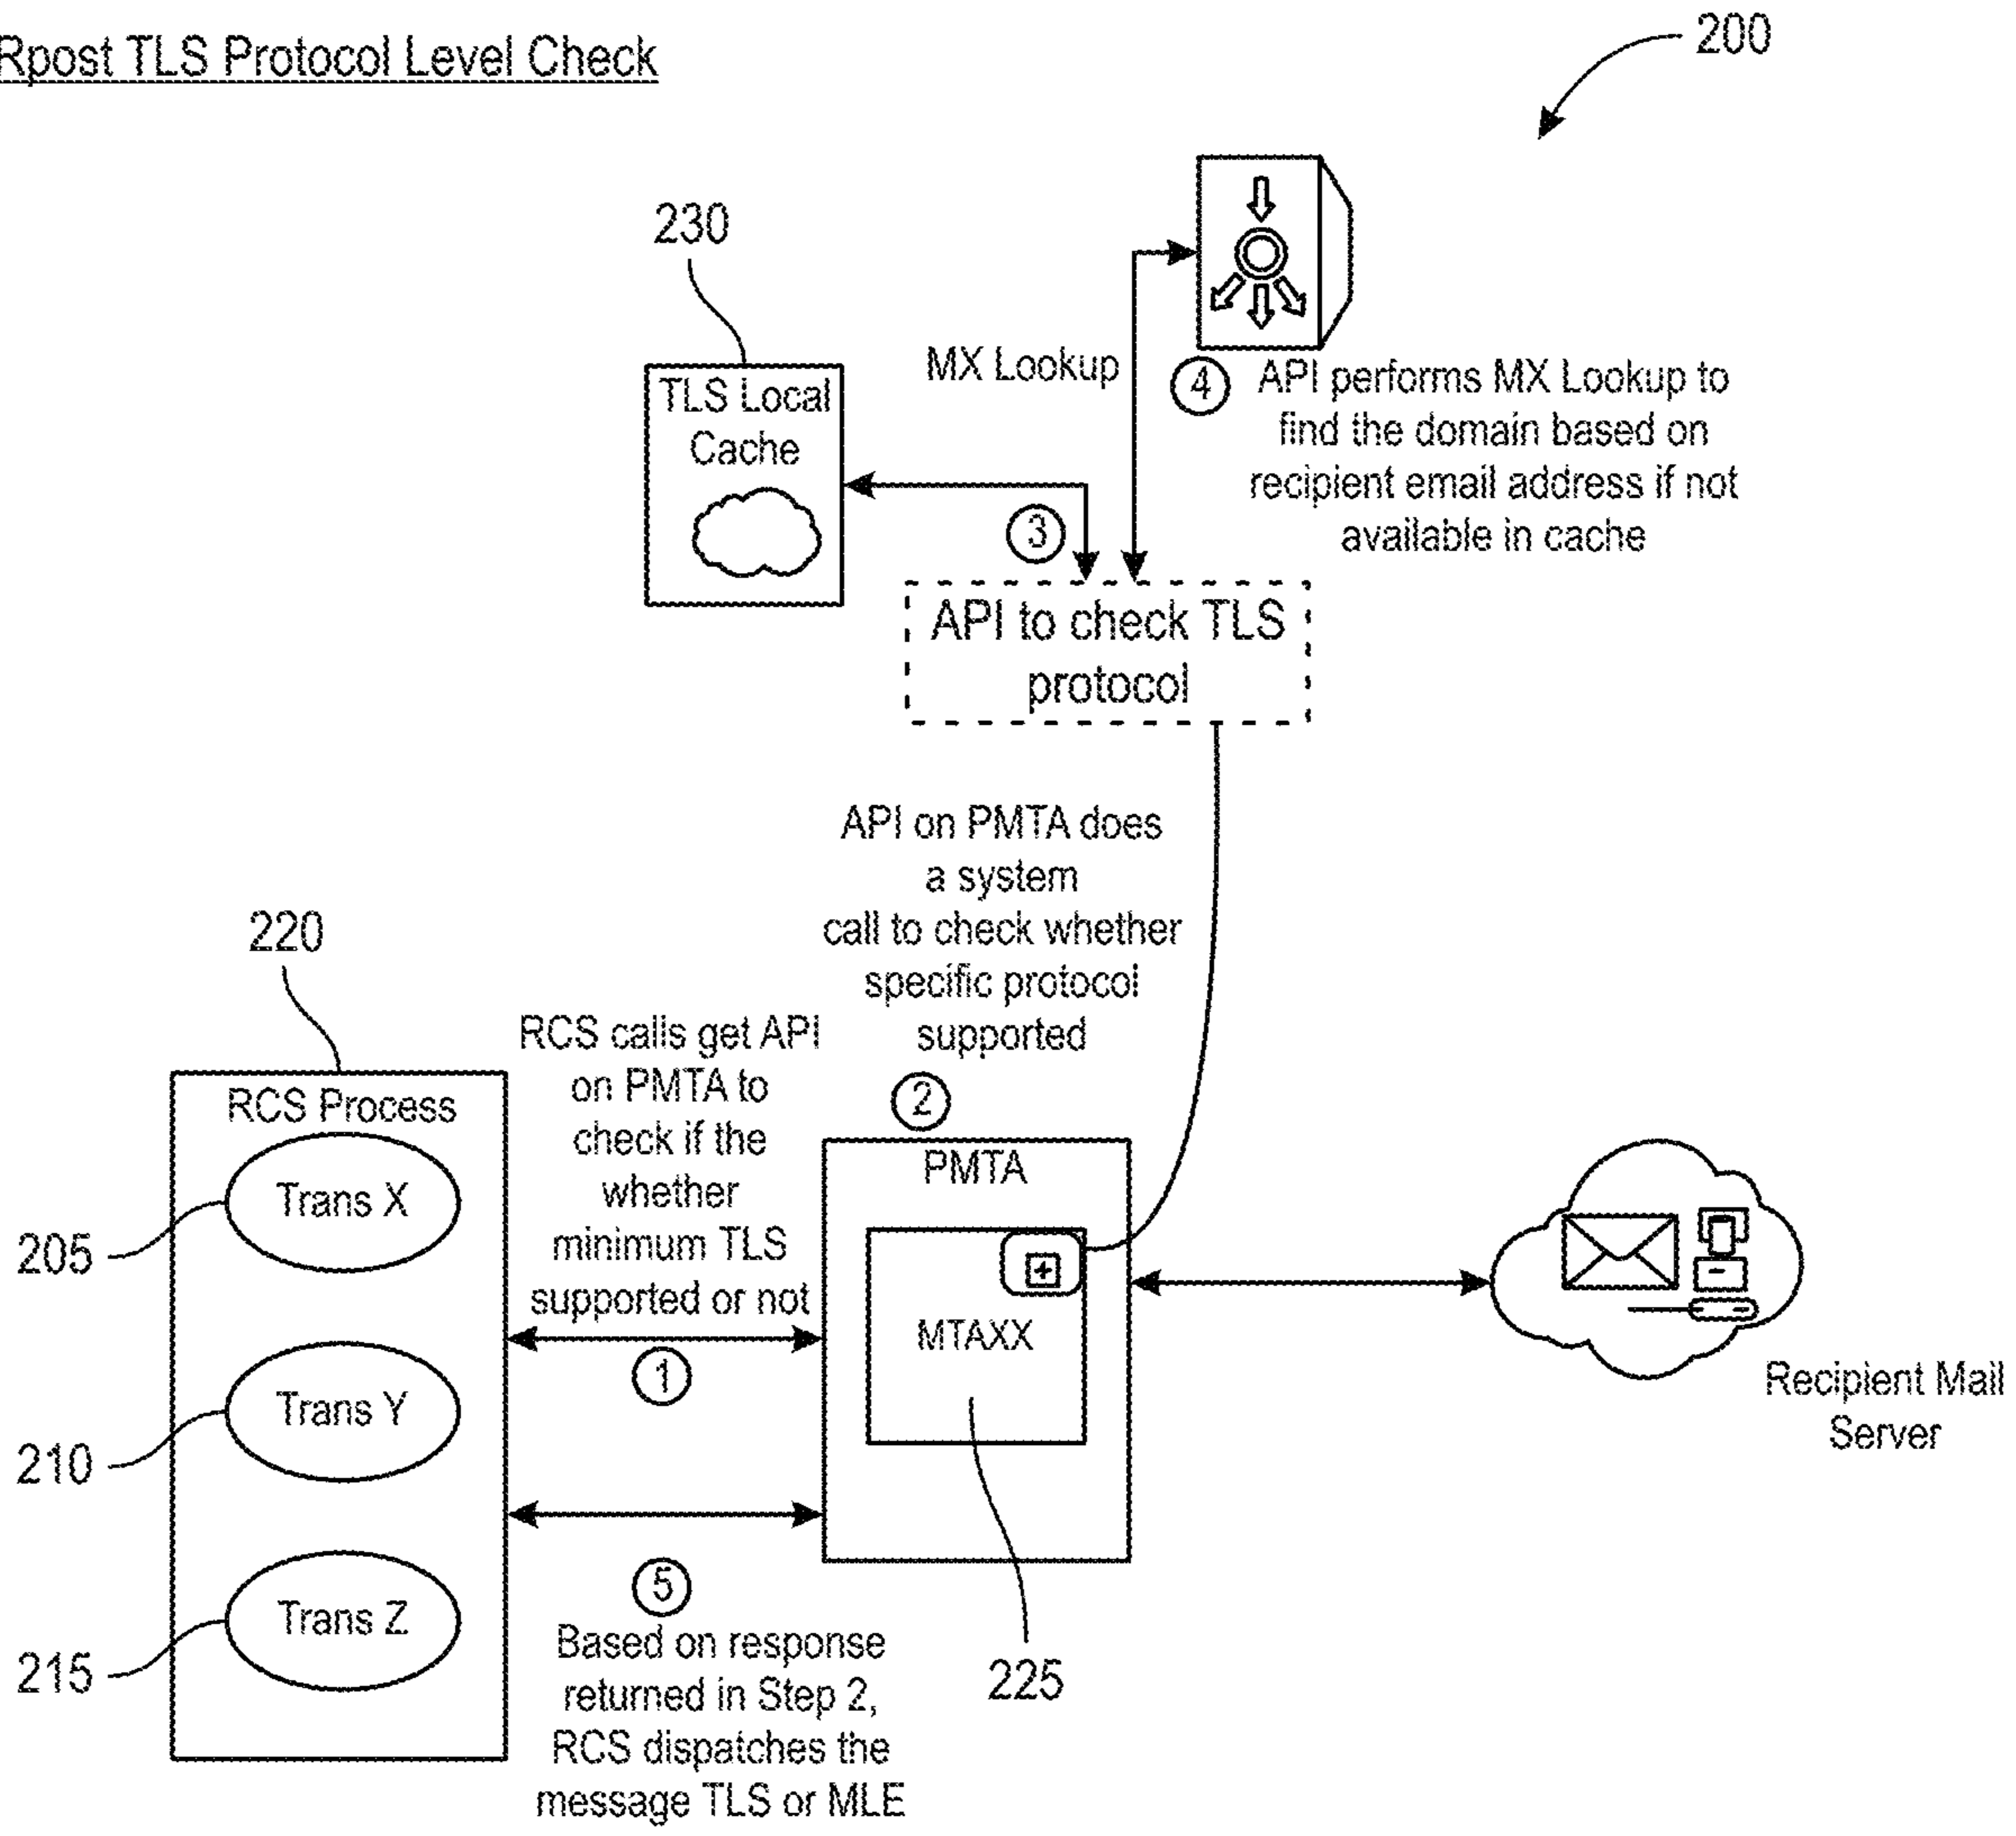 Rpost TLS Protocol Level Check
200
230
TLS Local
Cache
MX Lookup
4
API performs MX Lookup to
find the domain based on
recipient email address if not
available in cache
3
API to check TLS
protocol
API on PMTA does
a system
call to check whether
specific protocol
supported
2
220
RCS Process
Trans X
205
Trans Y
210
Trans Z
215
RCS calls get API
on PMTA to
check if the
whether
minimum TLS
supported or not
1
PMTA
MTAXX
225
5
Based on response
returned in Step 2,
RCS dispatches the
message TLS or MLE
Recipient Mail
Server